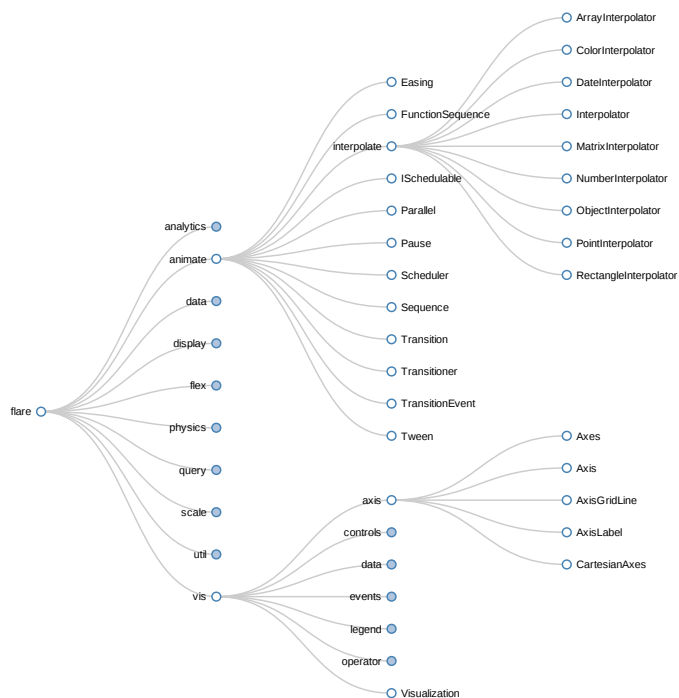 ArrayInterpolator
ColorInterpolator
Easing
DateInterpolator
FunctionSequence
Interpolator
interpolate
MatrixInterpolator
ISchedulable
NumberInterpolator
Parallel
ObjectInterpolator
analytics
Pause
PointInterpolator
animate
Scheduler
RectangleInterpolator
data
Sequence
display
Transition
flex
Transitioner
flare
TransitionEvent
physics
Tween
Axes
query
Axis
axis
AxisGridLine
scale
controls
AxisLabel
util
data
CartesianAxes
vis
events
legend
operator
Visualization